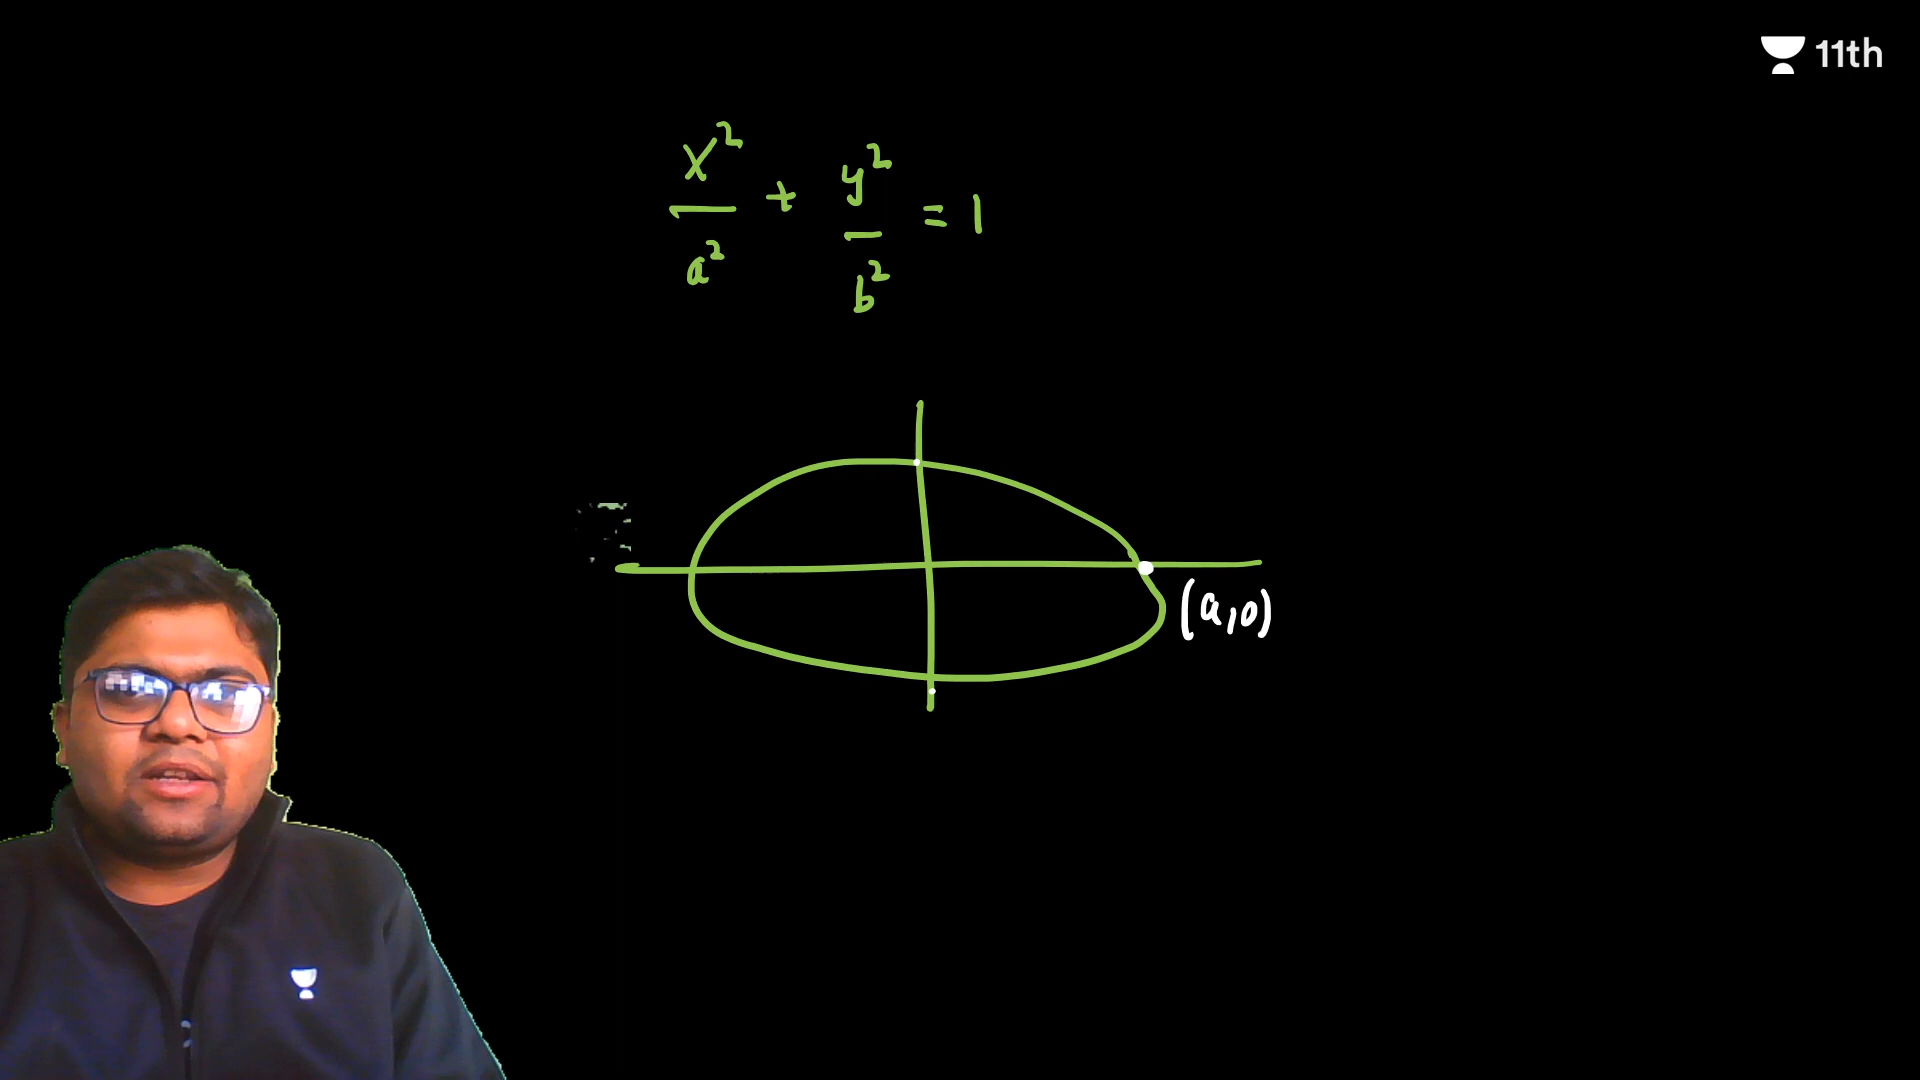 11th
x²/a² + y²/b² = 1
(a,0)